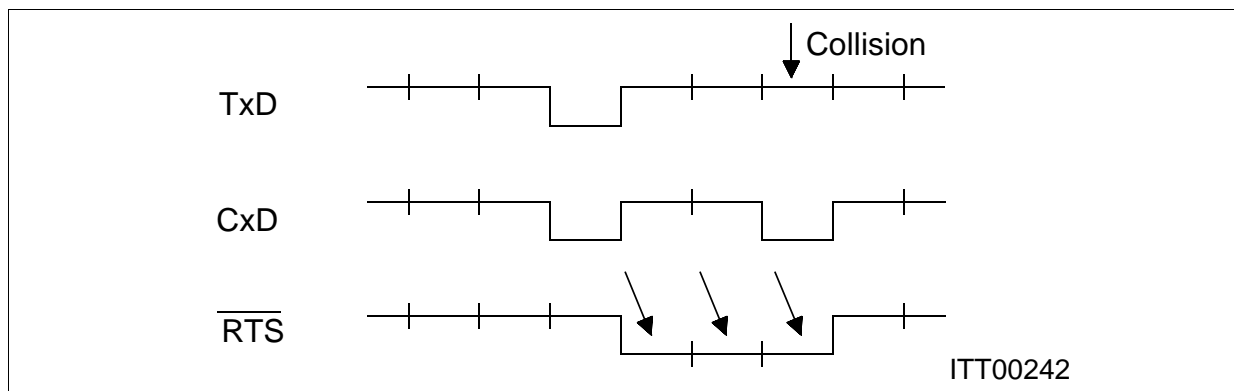 Collision
TxD
CxD
RTS
ITT00242